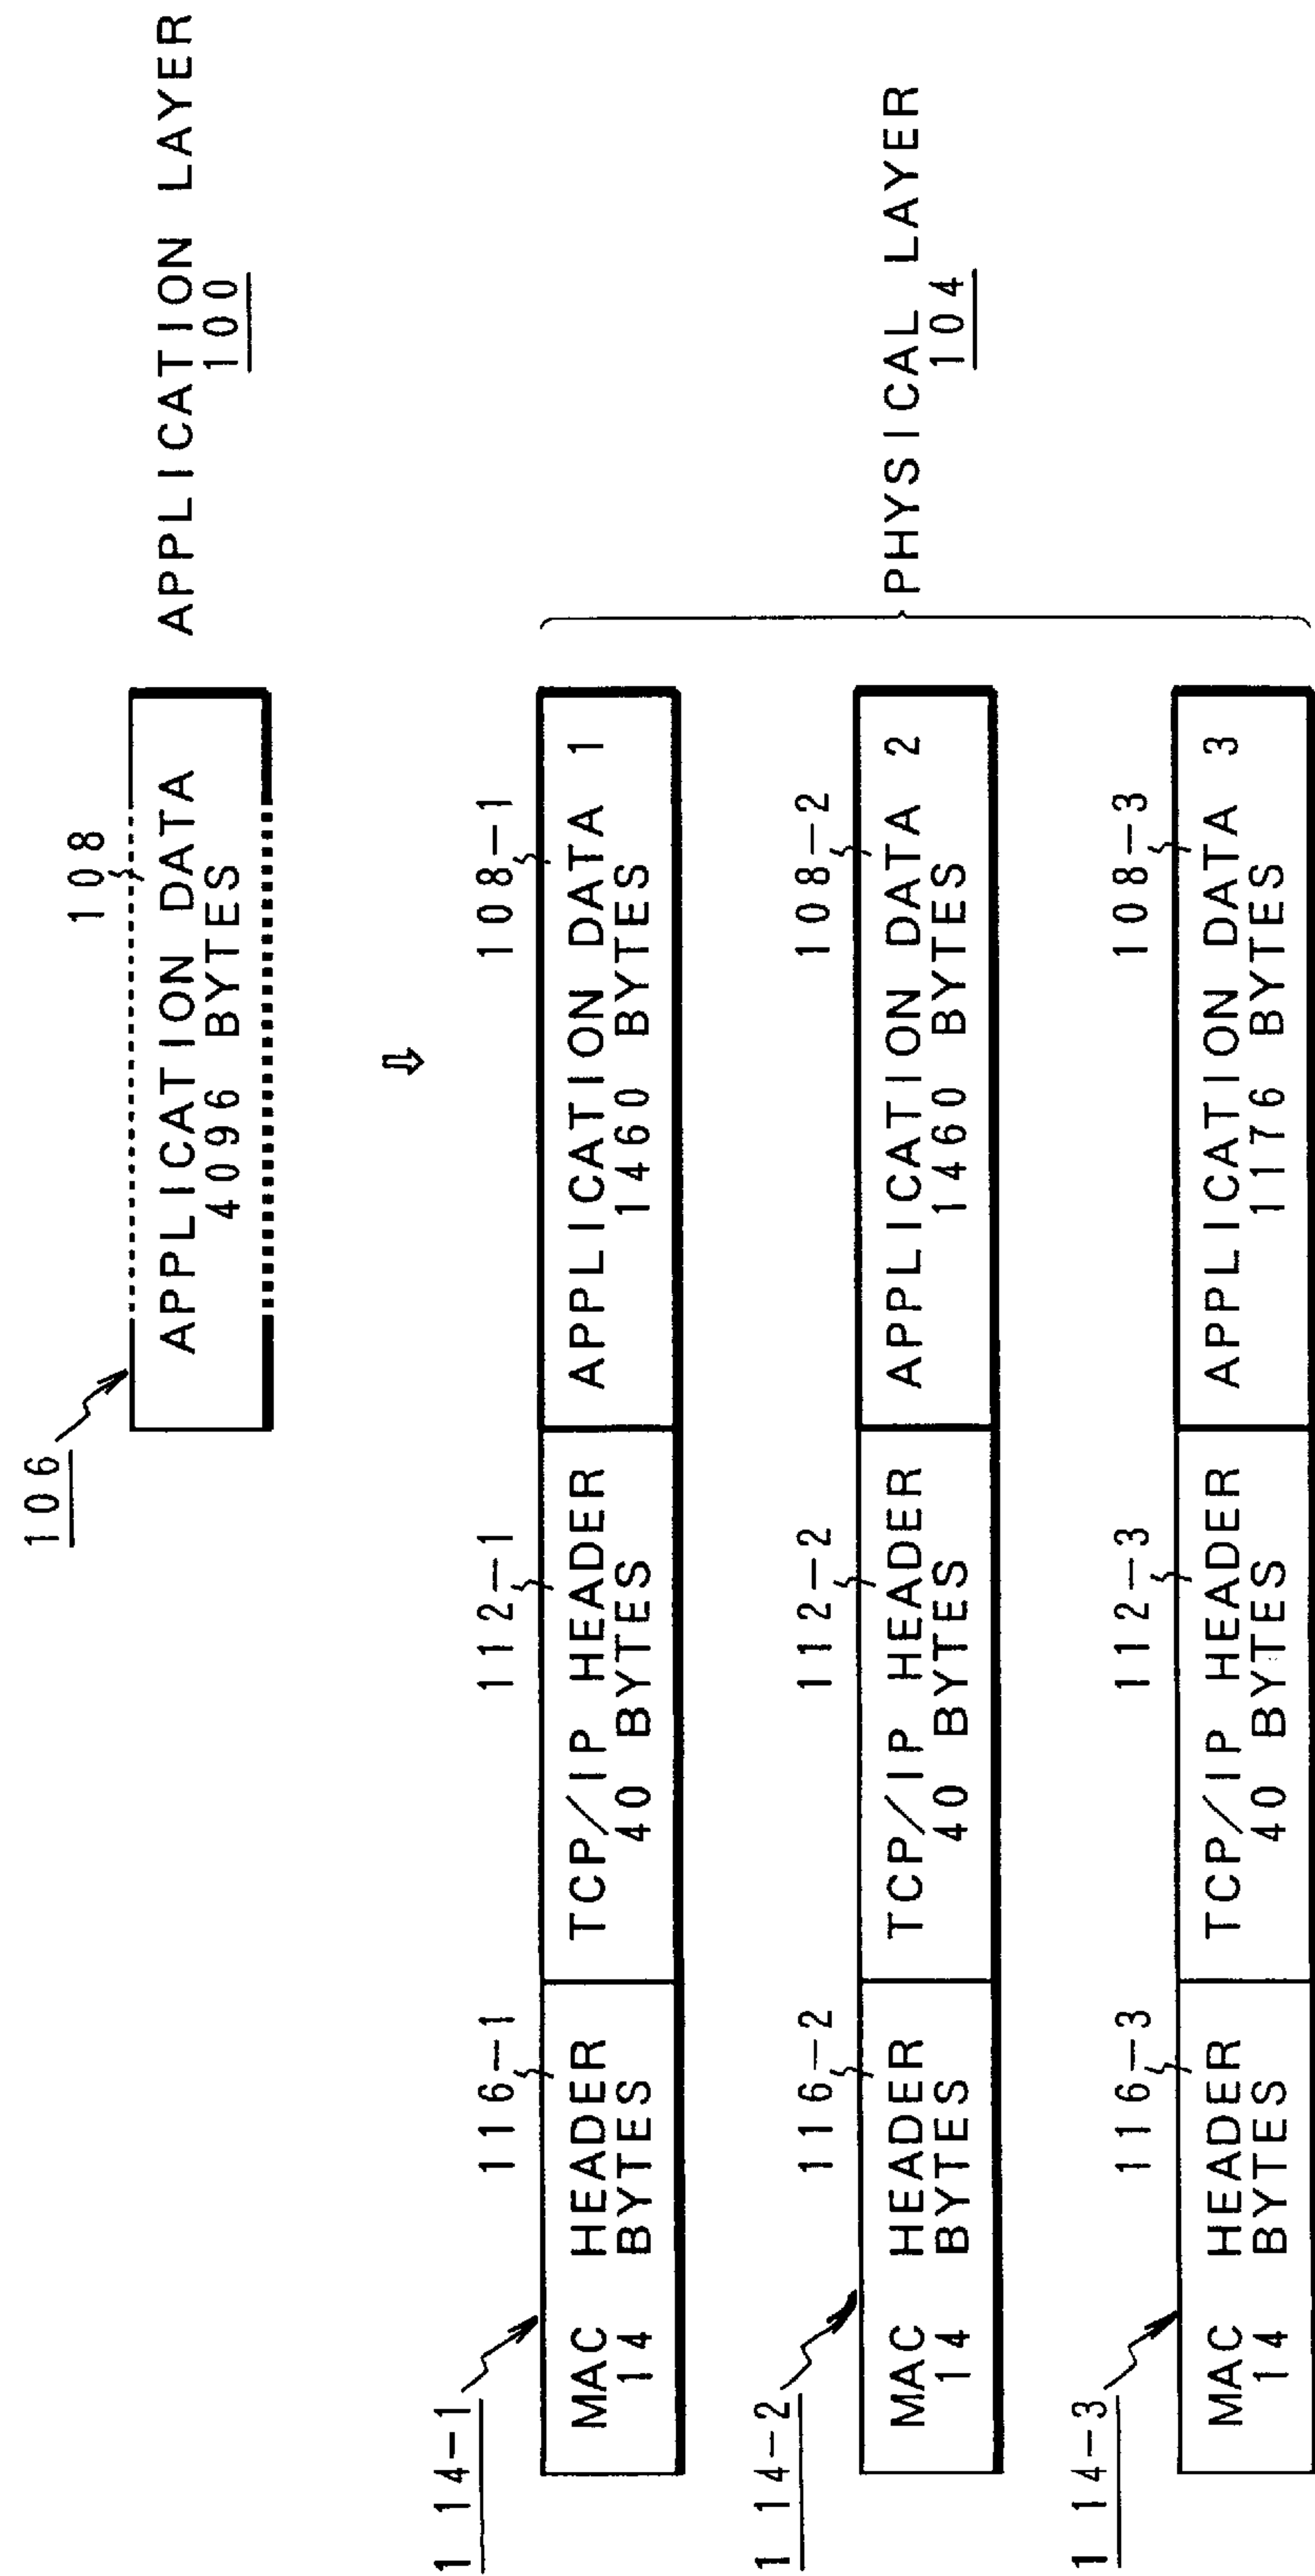 106
108
APPLICATION DATA
4096 BYTES
APPLICATION LAYER
100
114-1
116-1
112-1
108-1
MAC HEADER
14 BYTES
TCP/IP HEADER
40 BYTES
APPLICATION DATA 1
1460 BYTES
114-2
116-2
112-2
108-2
MAC HEADER
14 BYTES
TCP/IP HEADER
40 BYTES
APPLICATION DATA 2
1460 BYTES
PHYSICAL LAYER
104
114-3
116-3
112-3
108-3
MAC HEADER
14 BYTES
TCP/IP HEADER
40 BYTES
APPLICATION DATA 3
1176 BYTES